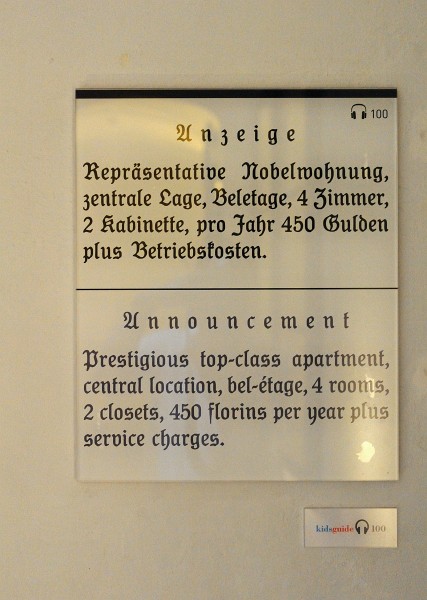 100
Anzeige
Repräsentative Nobelwohnung,
zentrale Lage, Beletage, 4 Zimmer,
2 Kabinette, pro Jahr 450 Gulden
plus Betriebskosten.
Announcement
Prestigious top-class apartment,
central location, bel-étage, 4 rooms,
2 closets, 450 florins per year plus
service charges.
kidsguide 100